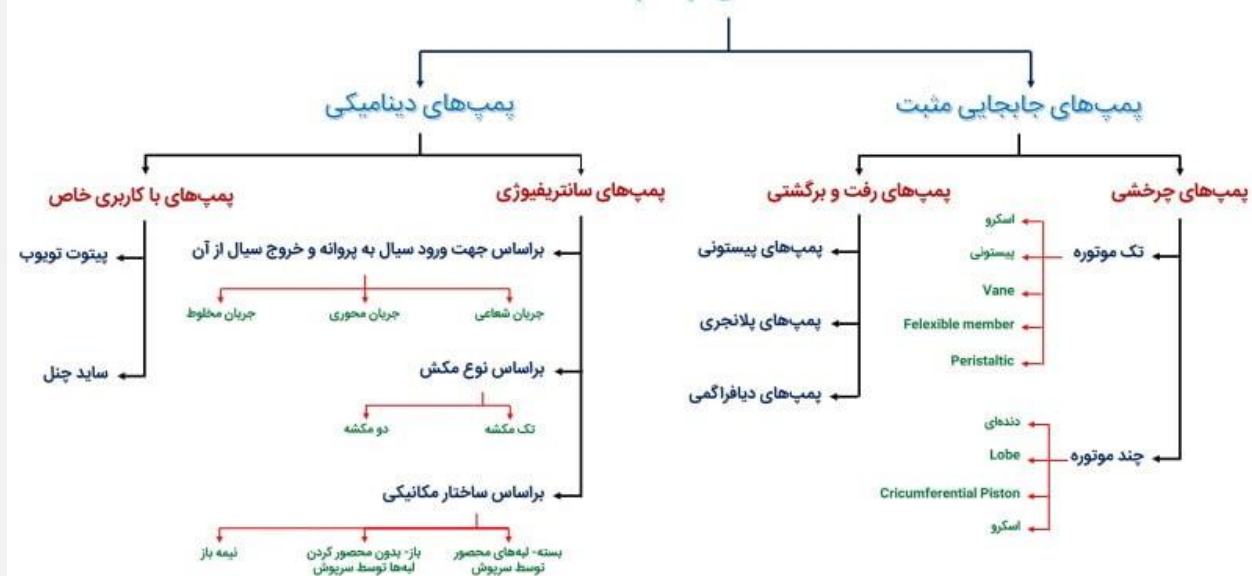 پمپ‌های جابجایی مثبت
پمپ‌های دینامیکی
پمپ‌های چرخشی
پمپ‌های رفت و برگشتی
پمپ‌های سانتریفیوژی
پمپ‌های با کاربری خاص
تک موتوره
اسکرو
پیستونی
Vane
Felexible member
Peristaltic
چند موتوره
دنده‌ای
Lobe
Cricumferential Piston
اسکرو
پمپ‌های پیستونی
پمپ‌های پلانجری
پمپ‌های دیافراگمی
براساس جهت ورود سیال به پروانه و خروج سیال از آن
جریان شعاعی
جریان محوری
جریان مخلوط
براساس نوع مکش
تک مکشه
دو مکشه
براساس ساختار مکانیکی
بسته- لبه‌های محصور
توسط سرپوش
باز- بدون محصور کردن
لبه‌ها توسط سرپوش
نیمه باز
پیتوت تویوب
ساید چنل